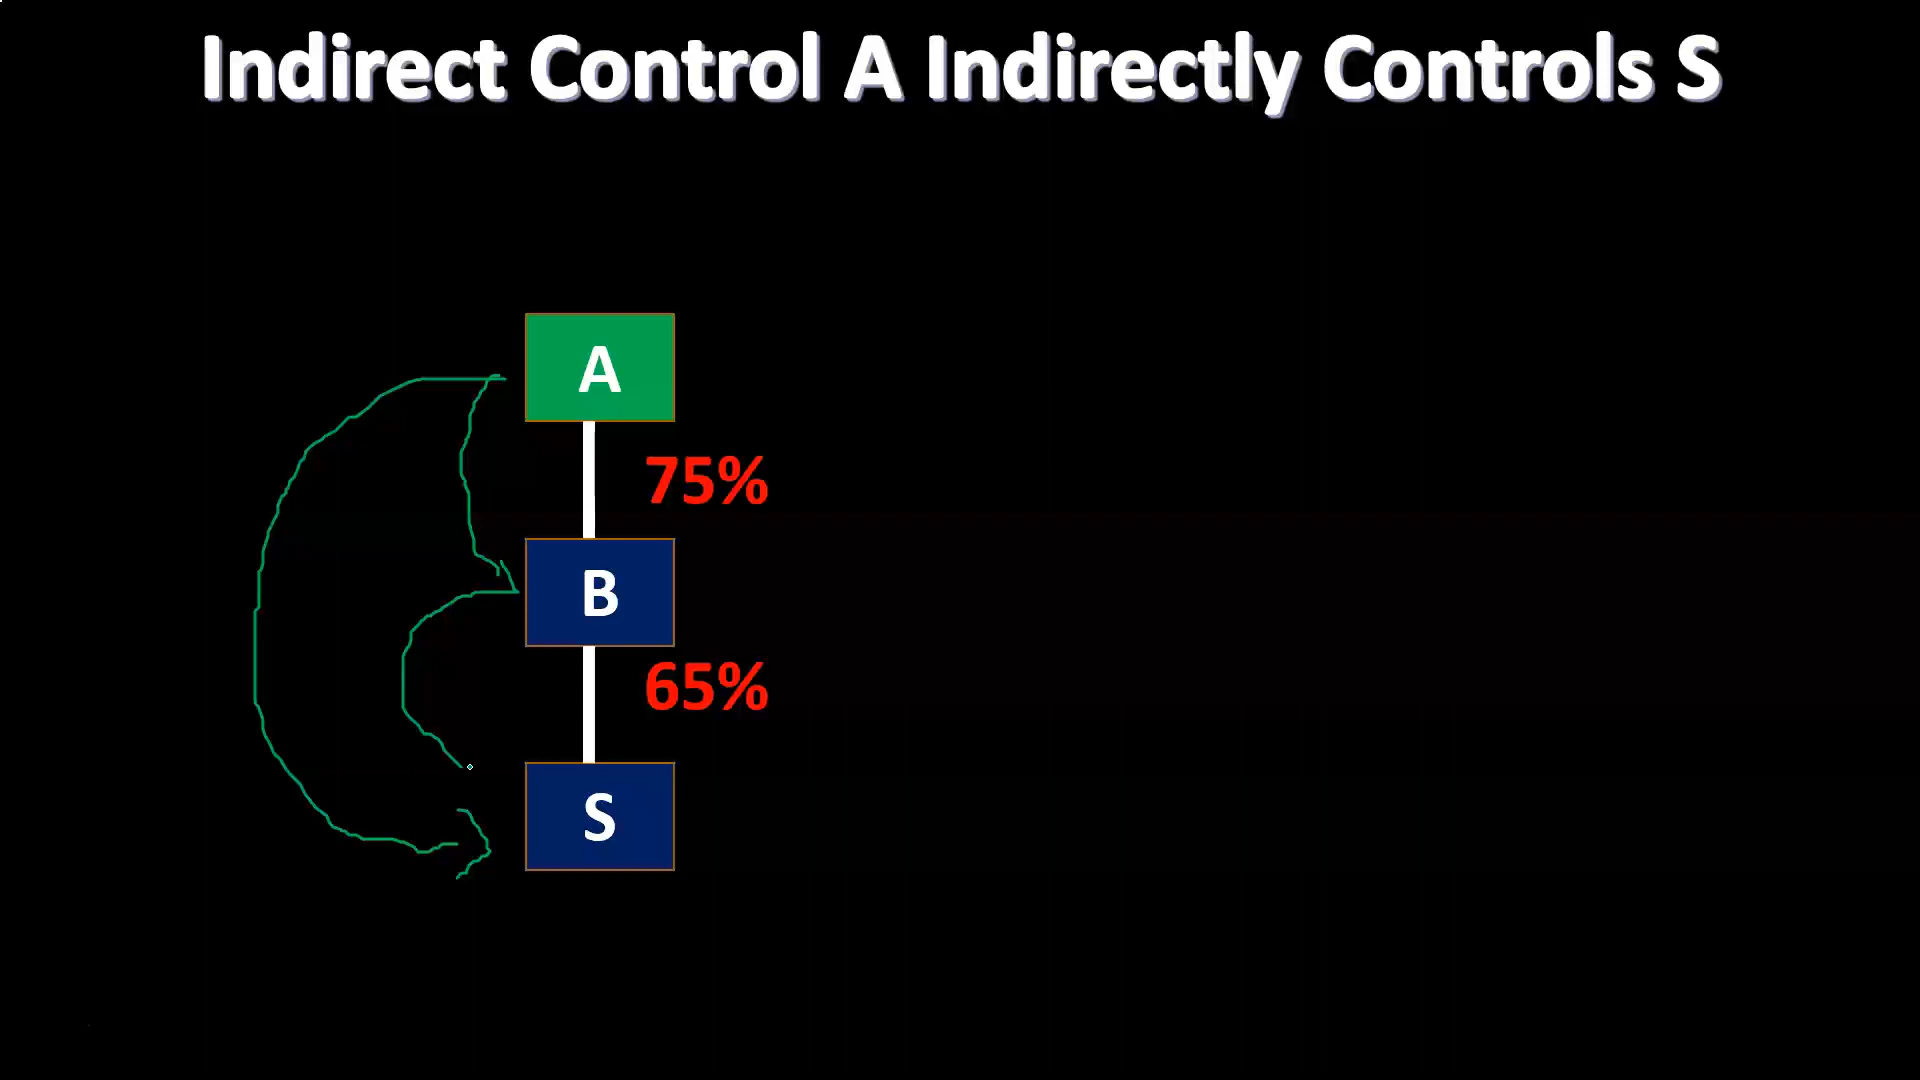 Indirect Control A Indirectly Controls S
A
75%
B
65%
S